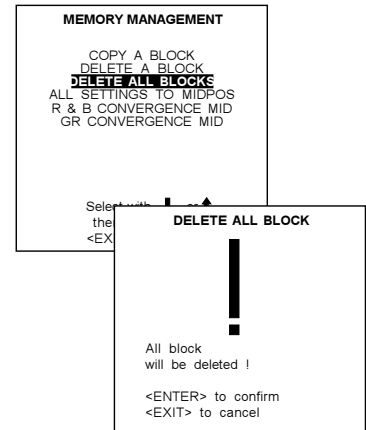 MEMORY MANAGEMENT
COPY A BLOCK
DELETE A BLOCK
DELETE ALL BLOCKS
ALL SETTINGS TO MIDPOS
R & B CONVERGENCE MID
GR CONVERGENCE MID
Select with or
the
<EX
DELETE ALL BLOCK
All block
will be deleted !
<ENTER> to confirm
<EXIT> to cancel